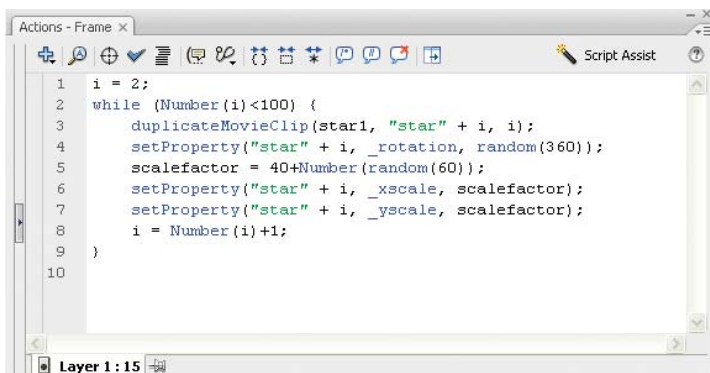 Actions - Frame ×
Script Assist
1 i = 2;
2 while (Number(i)<100) {
3 duplicateMovieClip(star1, "star" + i, i);
4 setProperty("star" + i, _rotation, random(360));
5 scalefactor = 40+Number(random(60));
6 setProperty("star" + i, _xscale, scalefactor);
7 setProperty("star" + i, _yscale, scalefactor);
8 i = Number(i)+1;
9 }
10
Layer 1 : 15